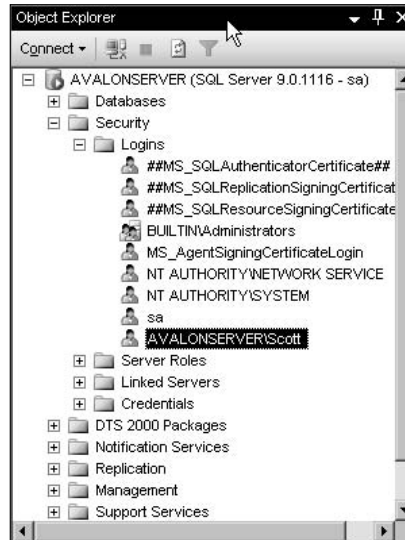 Object Explorer
Connect
AVALONSERVER (SQL Server 9.0.1116 - sa)
Databases
Security
Logins
##MS_SQLAuthenticatorCertificate##
##MS_SQLReplicationSigningCertificat
##MS_SQLResourceSigningCertificate
BUILTIN\Administrators
MS_AgentSigningCertificateLogin
NT AUTHORITY\NETWORK SERVICE
NT AUTHORITY\SYSTEM
sa
AVALONSERVER\Scott
Server Roles
Linked Servers
Credentials
DTS 2000 Packages
Notification Services
Replication
Management
Support Services